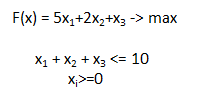 F(x) = 5x₁+2x₂+x₃ -> max
x₁ + x₂ + x₃ <= 10
xᵢ>=0